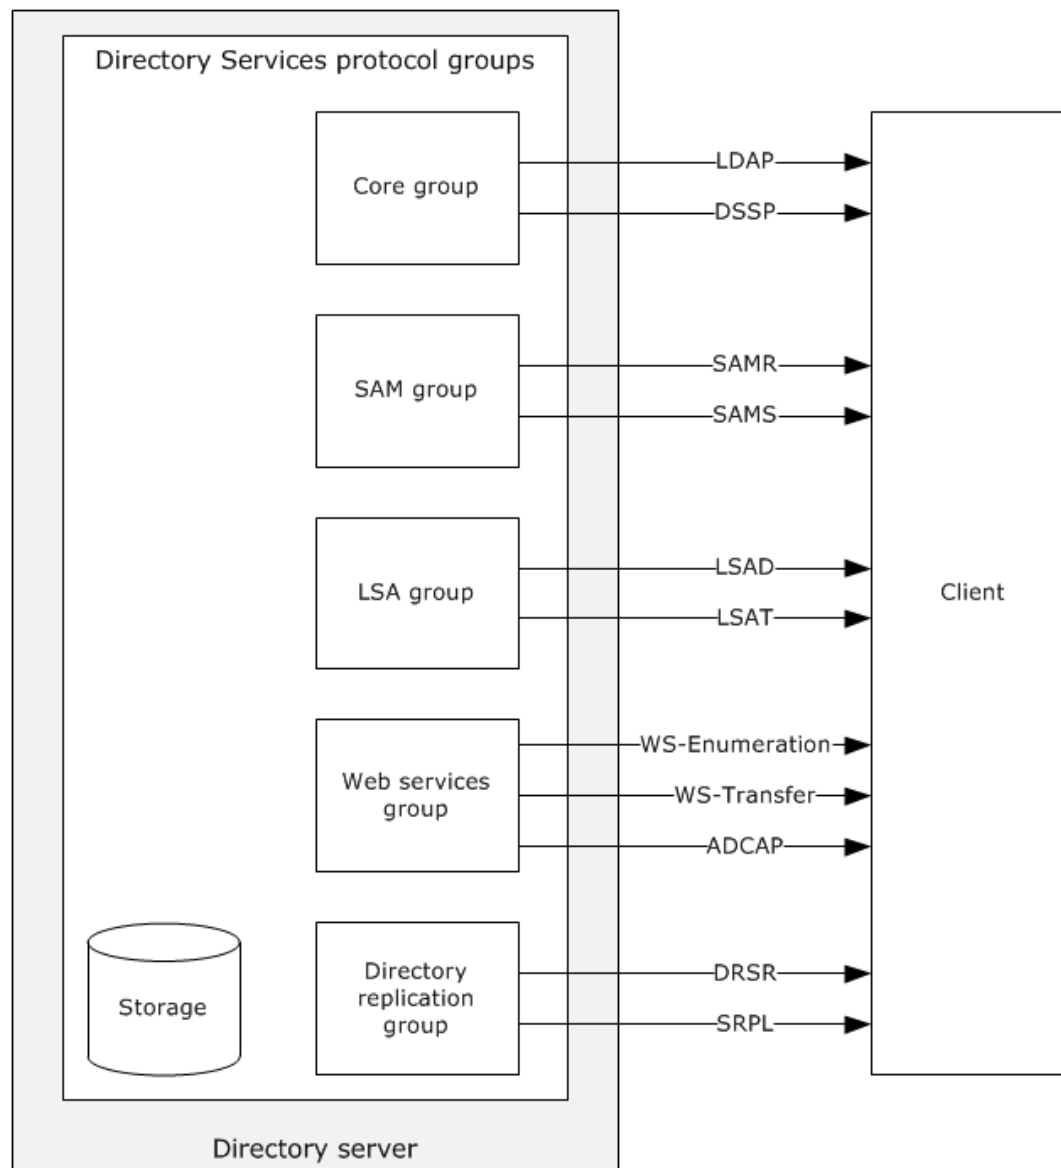 Directory Services protocol groups
Core group
LDAP
DSSP
SAM group
SAMR
SAMS
LSA group
LSAD
LSAT
Client
Web services
group
WS-Enumeration
WS-Transfer
ADCAP
Storage
Directory
replication
group
DRSR
SRPL
Directory server